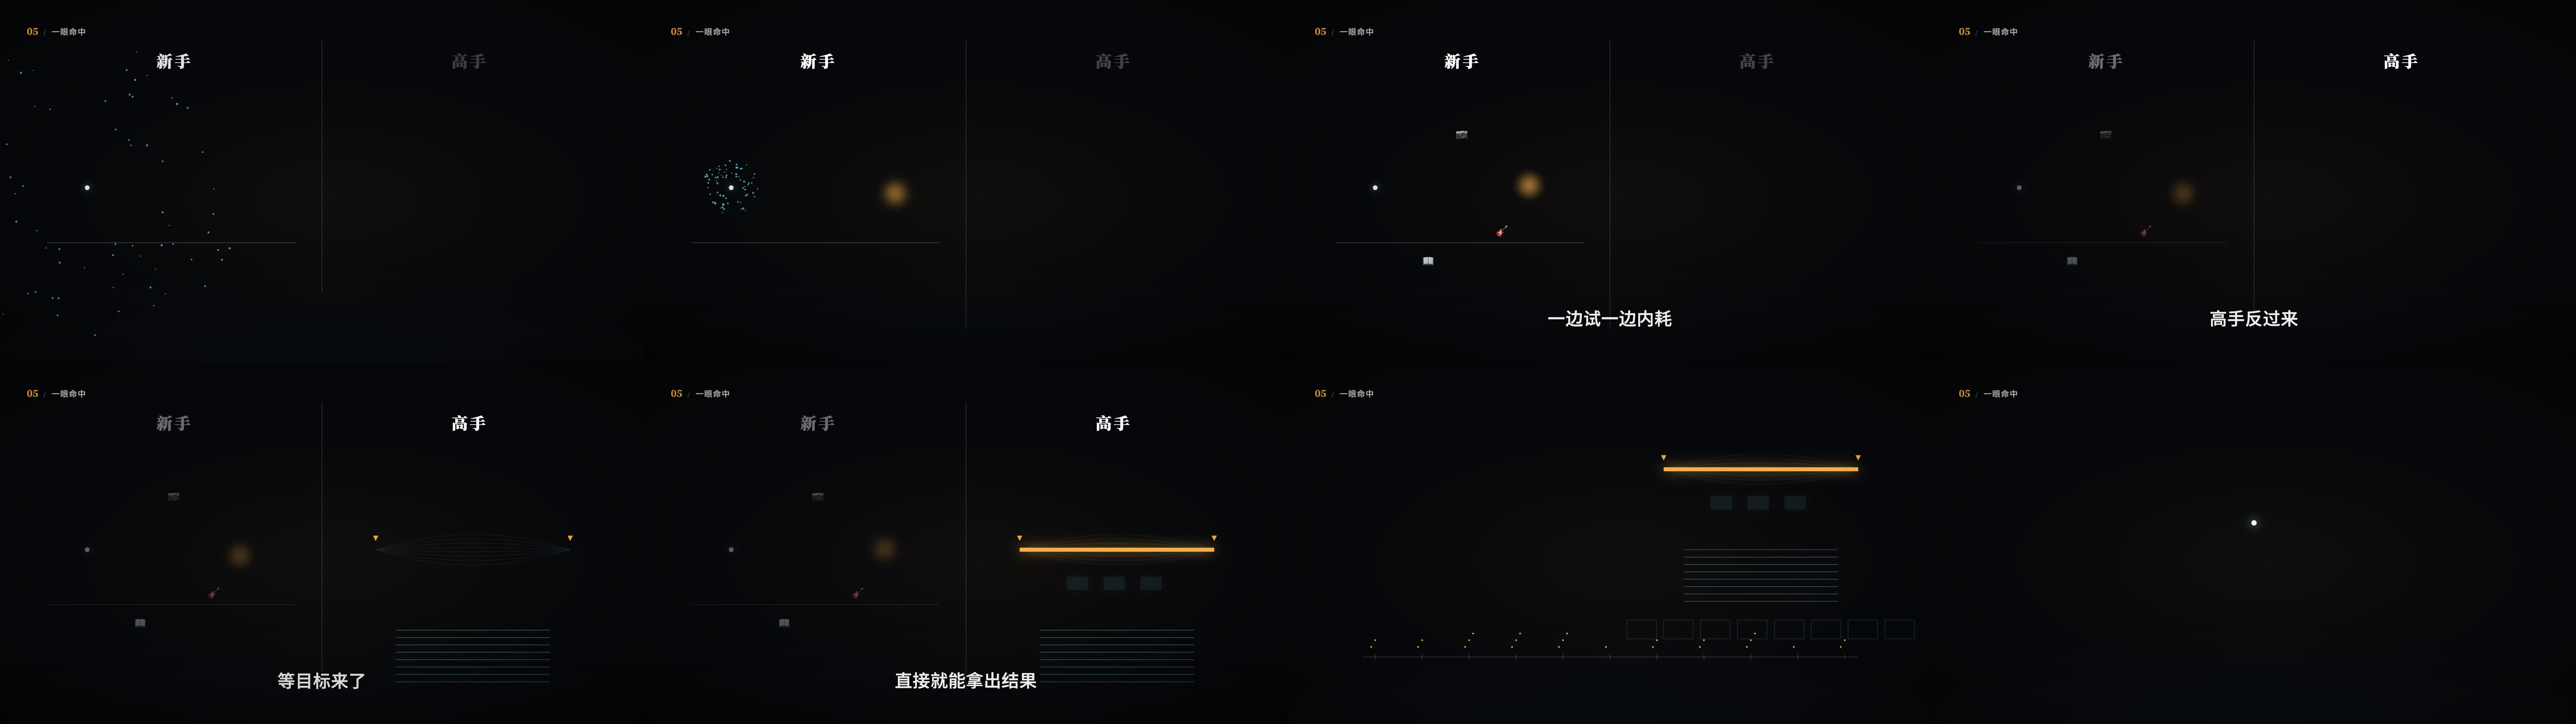 05 / 一眼命中
新手
高手
05 / 一眼命中
新手
高手
05 / 一眼命中
新手
高手
一边试一边内耗
05 / 一眼命中
新手
高手
高手反过来
05 / 一眼命中
新手
高手
等目标来了
05 / 一眼命中
新手
高手
直接就能拿出结果
05 / 一眼命中
05 / 一眼命中